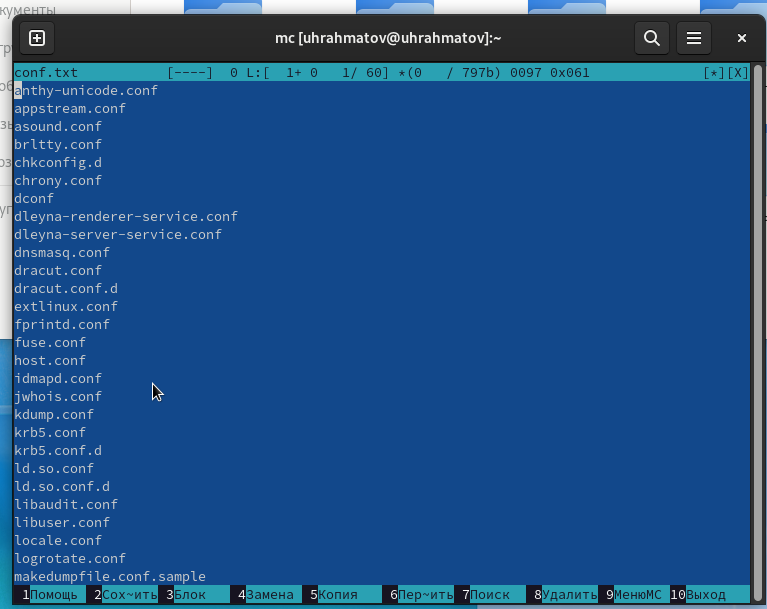 кументы
mc [uhrahmatov@uhrahmatov]:~
conf.txt [----] 0 L:[ 1+ 0 1/ 60] *(0 / 797b) 0097 0x061 [*][X]
anthy-unicode.conf
appstream.conf
asound.conf
brltty.conf
chkconfig.d
chrony.conf
dconf
dleyna-renderer-service.conf
dleyna-server-service.conf
dnsmasq.conf
dracut.conf
dracut.conf.d
extlinux.conf
fprintd.conf
fuse.conf
host.conf
idmapd.conf
jwhois.conf
kdump.conf
krb5.conf
krb5.conf.d
ld.so.conf
ld.so.conf.d
libaudit.conf
libuser.conf
locale.conf
logrotate.conf
makedumpfile.conf.sample
1Помощь 2Сох~ить 3Блок 4Замена 5Копия 6Пер~ить 7Поиск 8Удалить 9МенюМС 10Выход